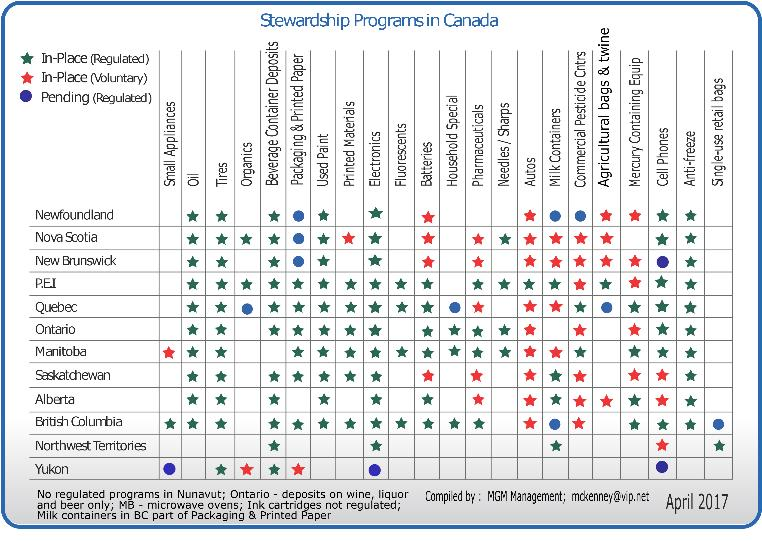 Stewardship Programs in Canada
In-Place (Regulated)
In-Place (Voluntary)
Pending (Regulated)
Small Appliances
Oil
Tires
Organics
Beverage Container Deposits
Packaging & Printed Paper
Used Paint
Printed Materials
Electronics
Fluorescents
Batteries
Household Special
Pharmaceuticals
Needles / Sharps
Autos
Milk Containers
Commercial Pesticide Cntrs
Agricultural bags & twine
Mercury Containing Equip
Cell Phones
Anti-freeze
Single-use retail bags
Newfoundland
Nova Scotia
New Brunswick
P.E.I
Quebec
Ontario
Manitoba
Saskatchewan
Alberta
British Columbia
Northwest Territories
Yukon
No regulated programs in Nunavut; Ontario - deposits on wine, liquor
and beer only; MB - microwave ovens; Ink cartridges not regulated;
Milk containers in BC part of Packaging & Printed Paper
Compiled by : MGM Management; mckenney@vip.net
April 2017